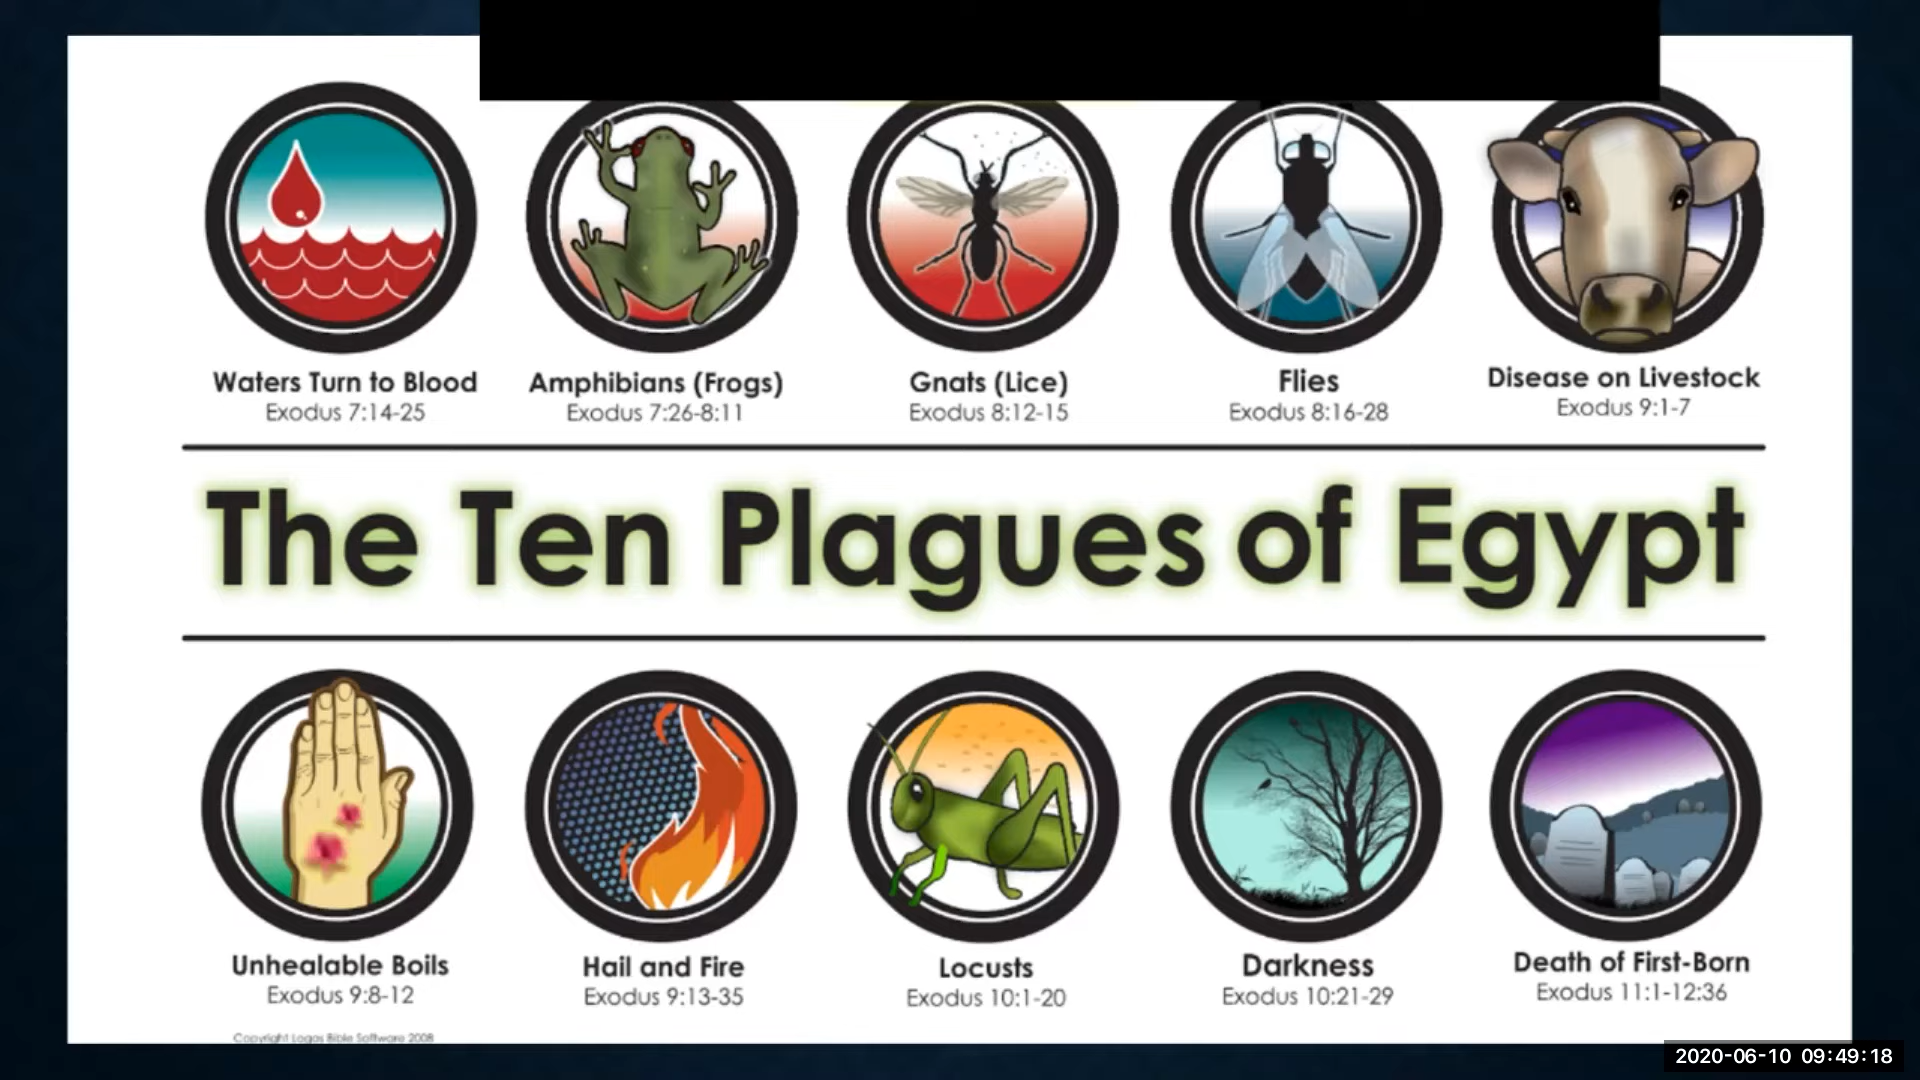 Waters Turn to Blood
Exodus 7:14-25
Amphibians (Frogs)
Exodus 7:26-8:11
Gnats (Lice)
Exodus 8:12-15
Flies
Exodus 8:16-28
Disease on Livestock
Exodus 9:1-7
The Ten Plagues of Egypt
Unhealable Boils
Exodus 9:8-12
Hail and Fire
Exodus 9:13-35
Locusts
Exodus 10:1-20
Darkness
Exodus 10:21-29
Death of First-Born
Exodus 11:1-12:36
Copyright Logos Bible Software 2008
2020-06-10 09:49:18